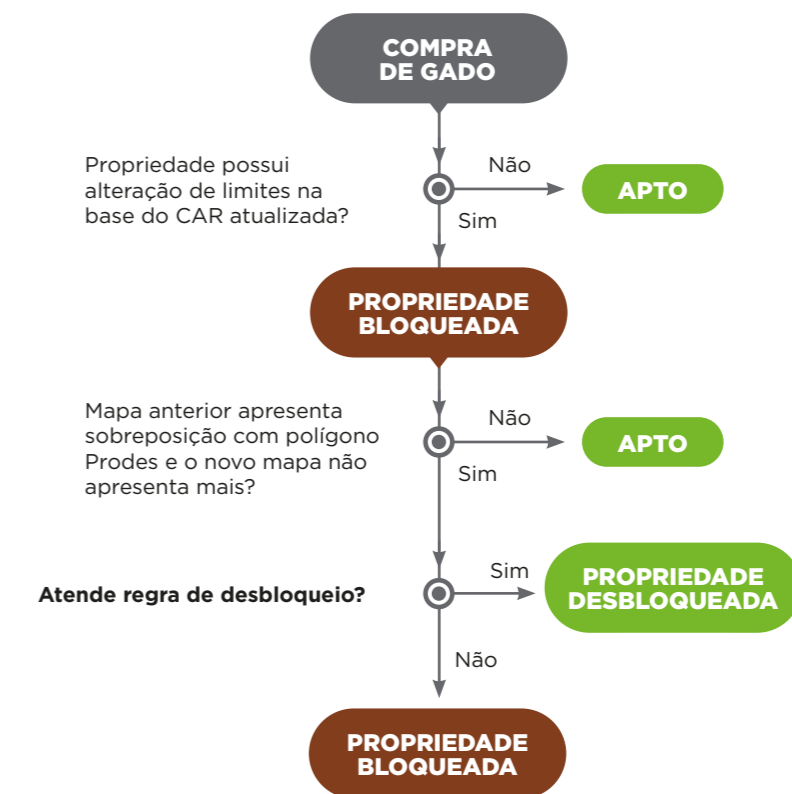 COMPRA
DE GADO
Propriedade possui
alteração de limites na
base do CAR atualizada?
Não
APTO
Sim
PROPRIEDADE
BLOQUEADA
Mapa anterior apresenta
sobreposição com polígono
Prodes e o novo mapa não
apresenta mais?
Não
APTO
Sim
Atende regra de desbloqueio?
Sim
PROPRIEDADE
DESBLOQUEADA
Não
PROPRIEDADE
BLOQUEADA